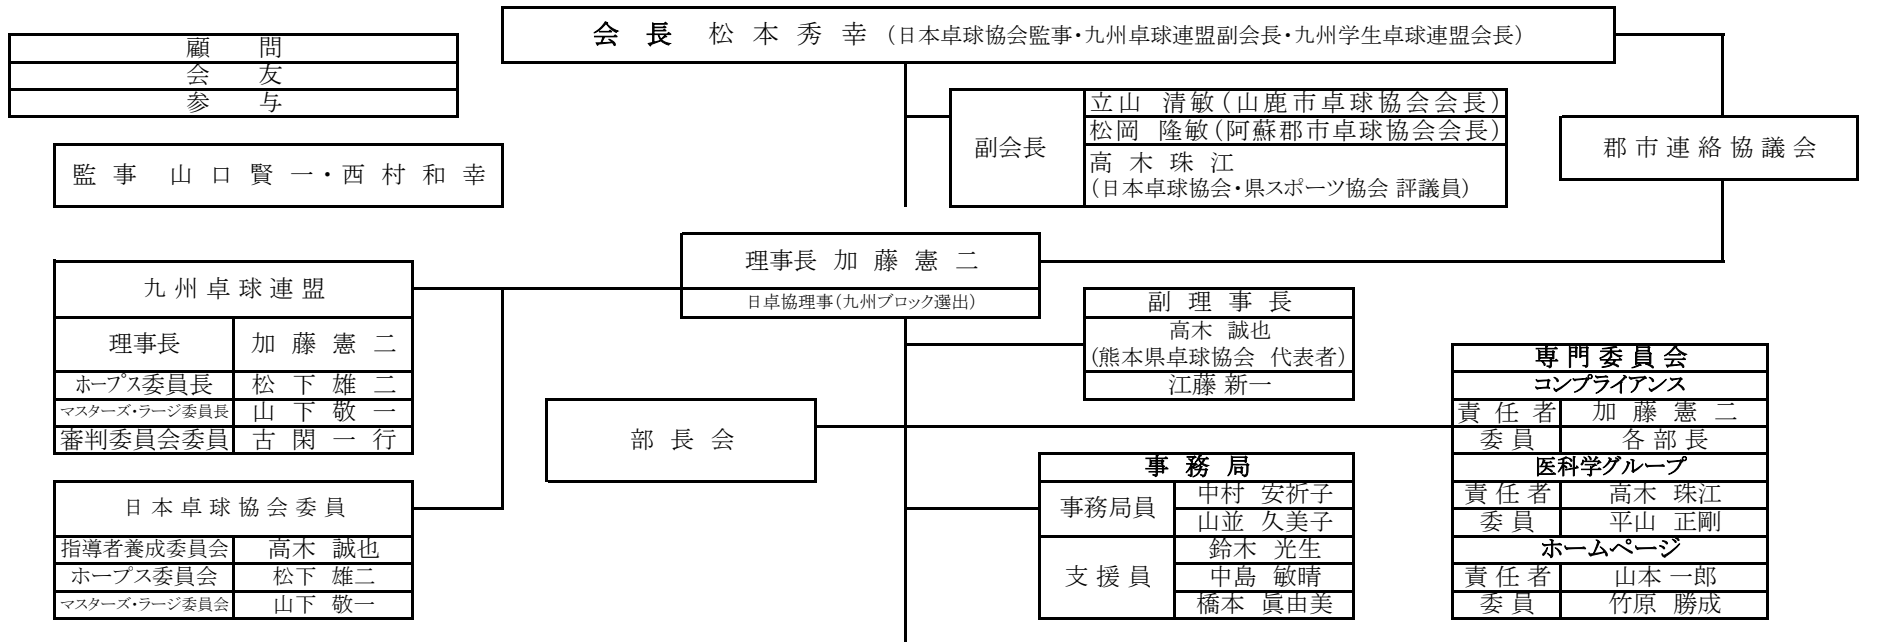 会 長 松 本 秀 幸 (日本卓球協会監事・九州卓球連盟副会長・九州学生卓球連盟会長)
顧 問
会 友
参 与
監 事 山 口 賢 一・西 村 和 幸
副会長
立山 清敏(山鹿市卓球協会会長)
松岡 隆敏(阿蘇郡市卓球協会会長)
高 木 珠 江
(日本卓球協会・県スポーツ協会 評議員)
郡 市 連 絡 協 議 会
理事長 加 藤 憲 二
日卓協理事(九州ブロック選出)
九 州 卓 球 連 盟
理事長 加 藤 憲 二
ホープス委員長 松 下 雄 二
マスターズ・ラージ委員長 山 下 敬 一
審判委員会委員 古 閑 一 行
日 本 卓 球 協 会 委 員
指導者養成委員会 高木 誠也
ホープス委員会 松下 雄二
マスターズ・ラージ委員会 山下 敬一
副 理 事 長
高木 誠也
(熊本県卓球協会 代表者)
江藤 新一
部 長 会
事 務 局
事務局員
中村 安祈子
山並 久美子
支 援 員
鈴木 光生
中島 敏晴
橋本 眞由美
専 門 委 員 会
コンプライアンス
責 任 者 加 藤 憲 二
委 員 各 部 長
医科学グループ
責 任 者 高木 珠江
委 員 平山 正剛
ホームページ
責 任 者 山本 一郎
委 員 竹原 勝成